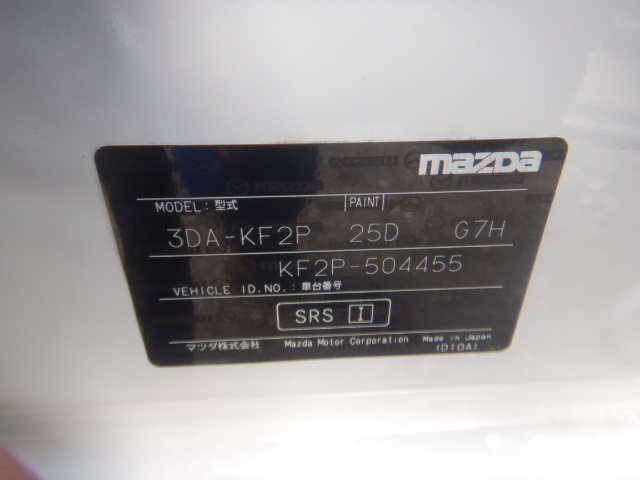 mazda
MODEL:型式 PAINT
3DA-KF2P 25D G7H
KF2P-504455
VEHICLE ID.NO.:車台番号
SRS I
マツダ株式会社 Mazda Motor Corporation Made in Japan
(D1DA)